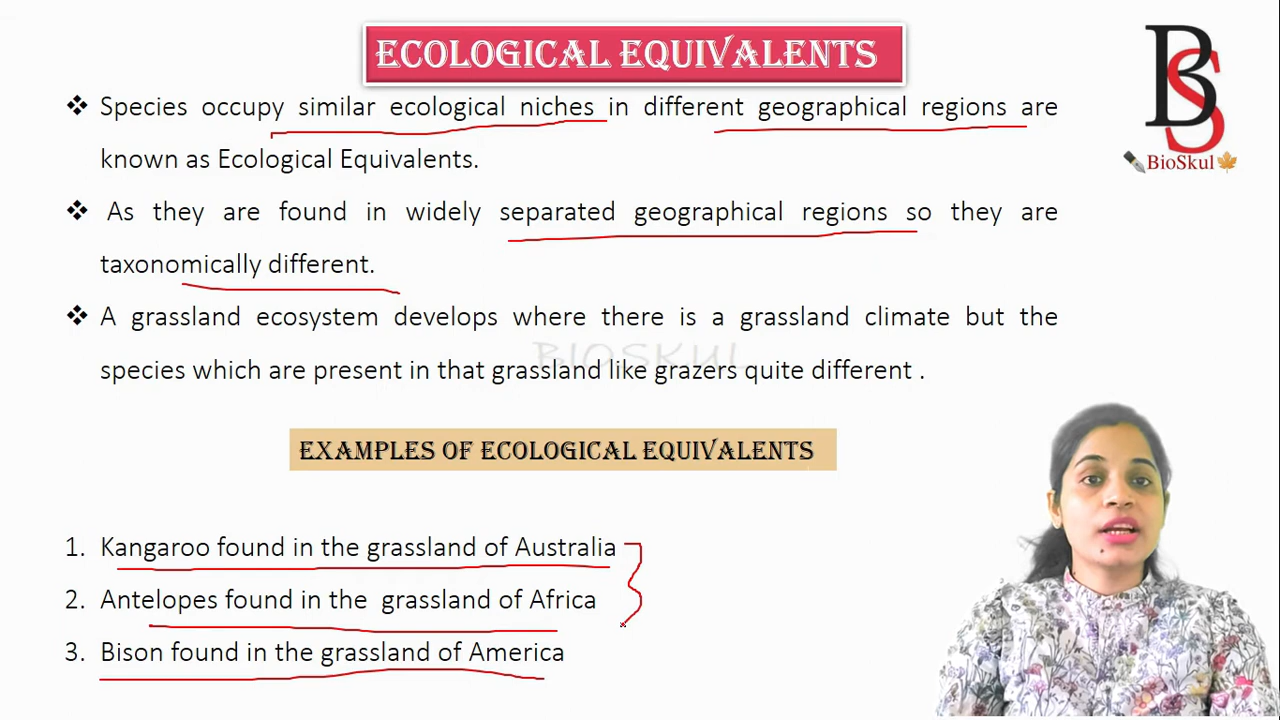 ECOLOGICAL EQUIVALENTS
BS
BioSkul
❖ Species occupy similar ecological niches in different geographical regions are
known as Ecological Equivalents.
❖ As they are found in widely separated geographical regions so they are
taxonomically different.
❖ A grassland ecosystem develops where there is a grassland climate but the
species which are present in that grassland like grazers quite different .
BIOSKUL
EXAMPLES OF ECOLOGICAL EQUIVALENTS
1. Kangaroo found in the grassland of Australia
2. Antelopes found in the grassland of Africa
3. Bison found in the grassland of America